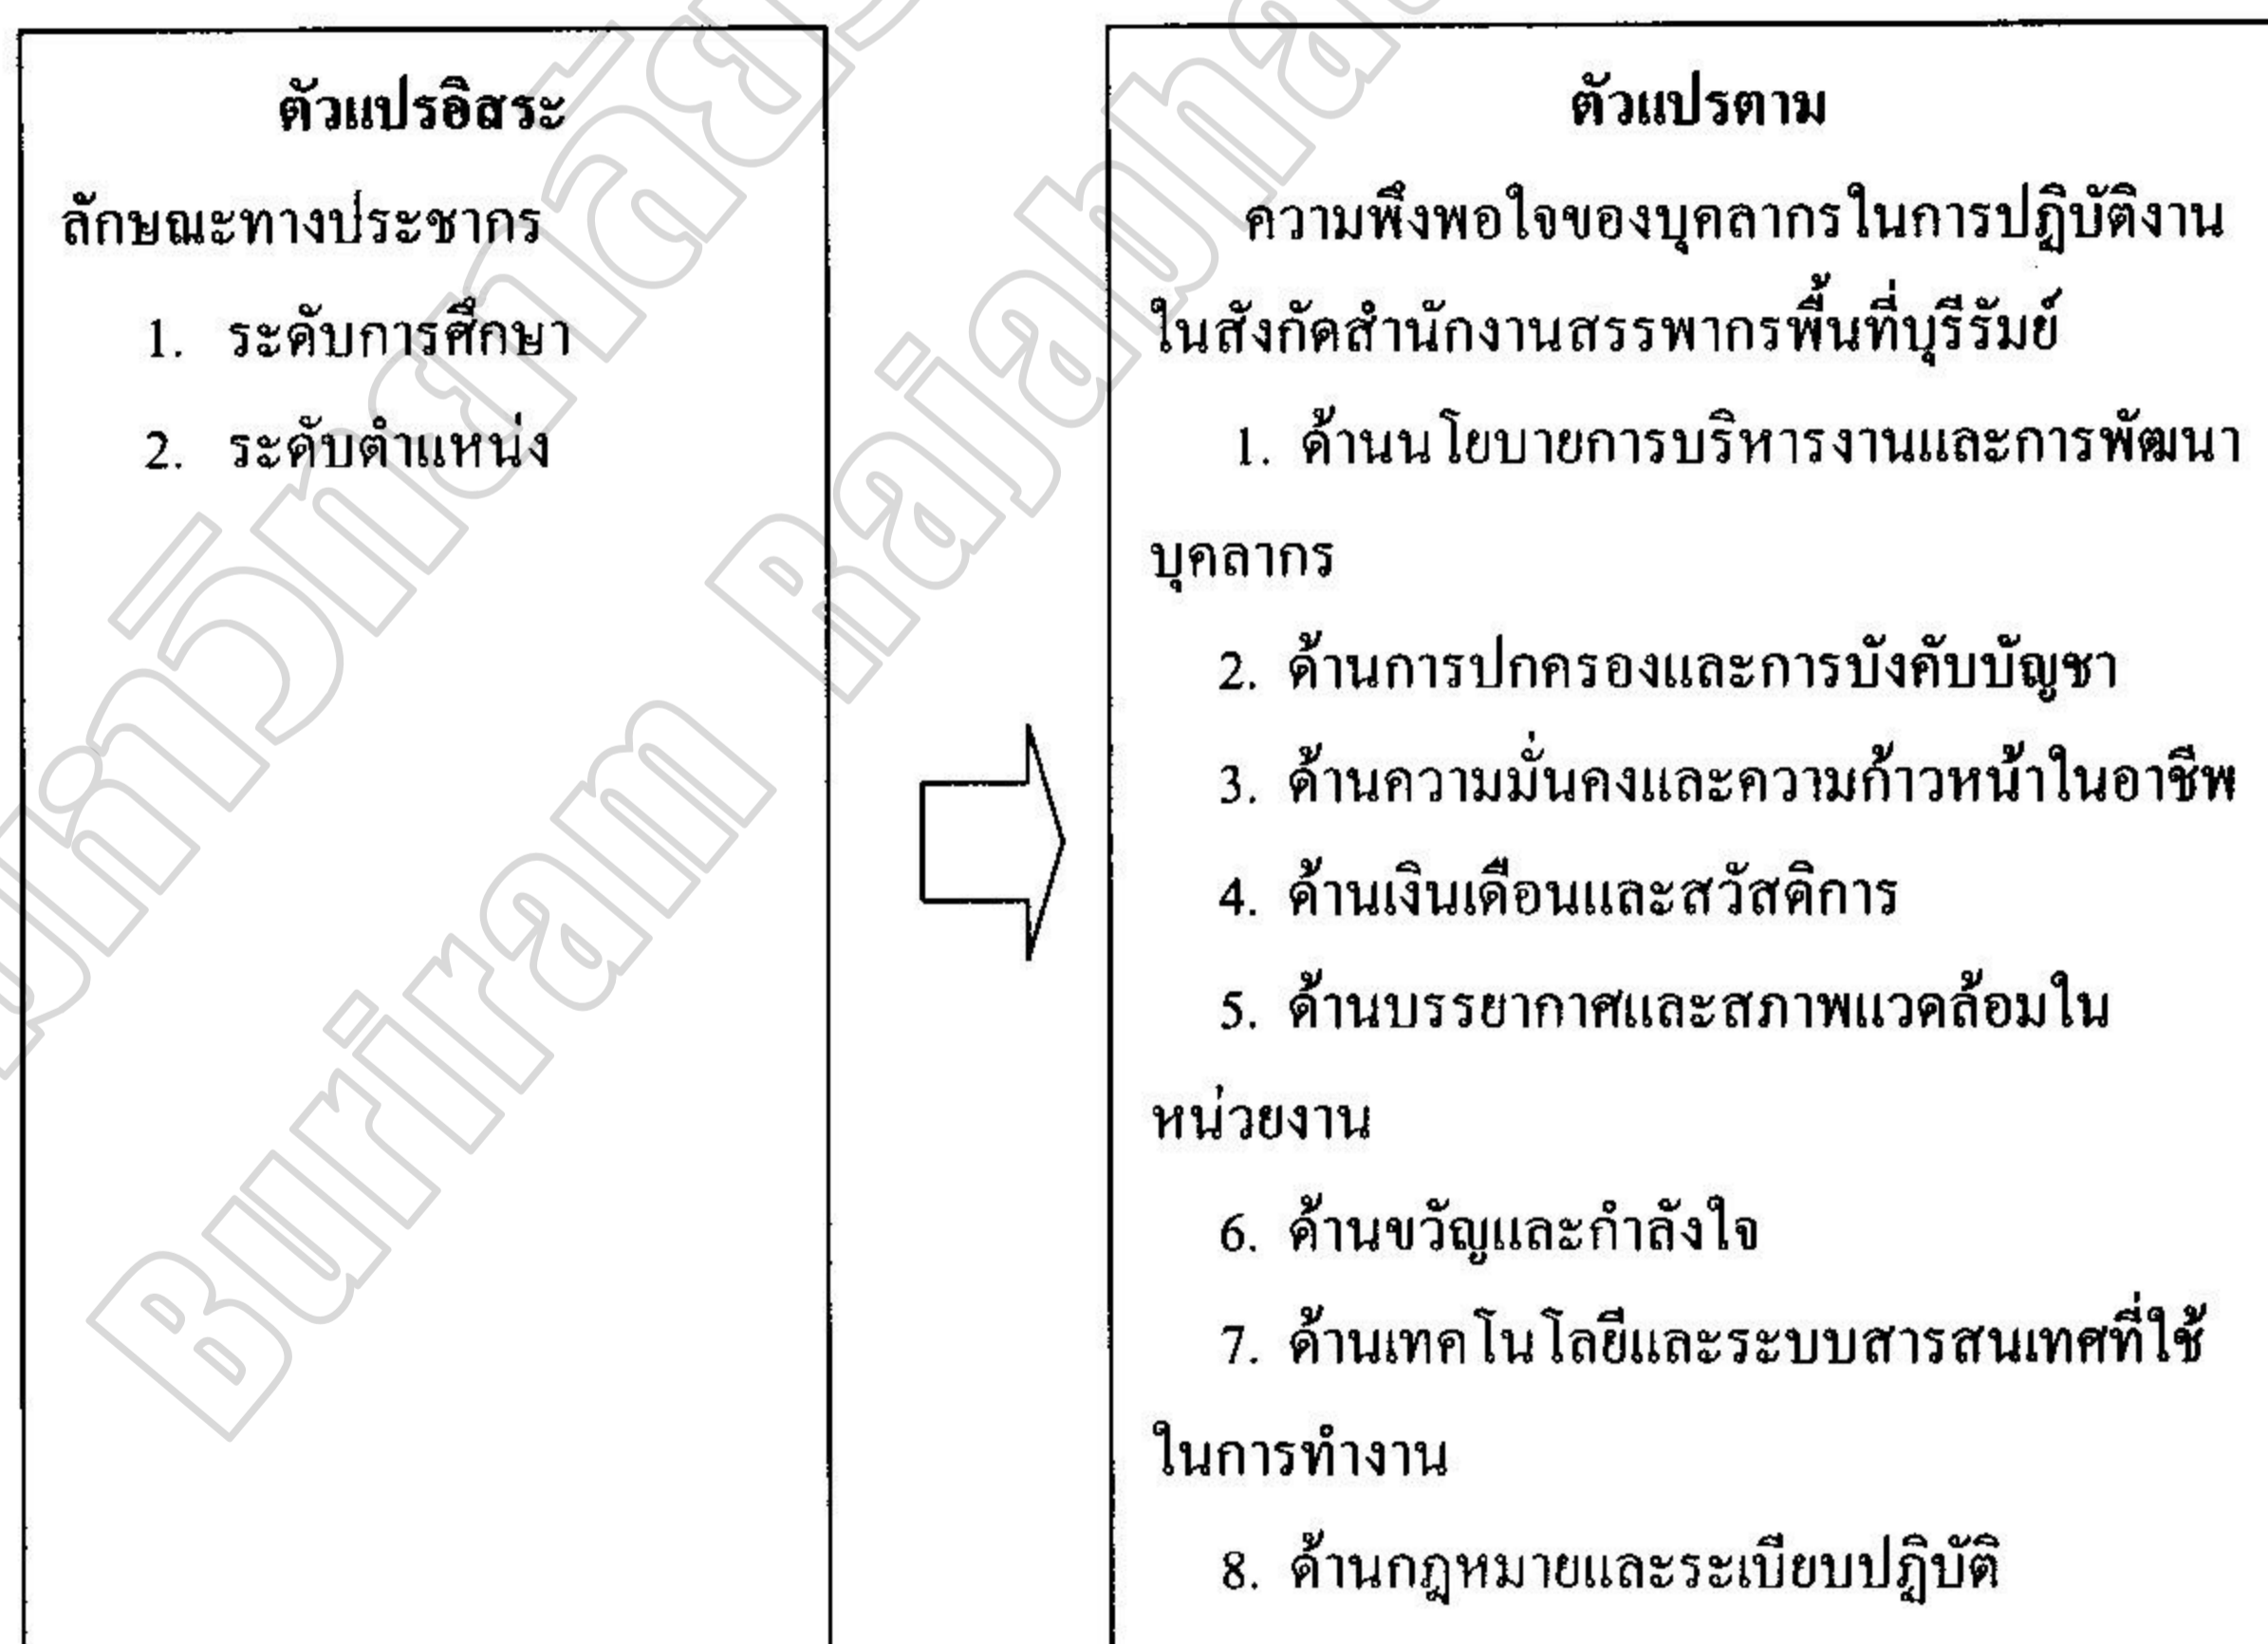 ตัวแปรอิสระ
ลักษณะทางประชากร
1. ระดับการศึกษา
2. ระดับตำแหน่ง
ตัวแปรตาม
ความพึงพอใจของบุคลากรในการปฏิบัติงาน
ในสังกัดสำนักงานสรรพากรพื้นที่บุรีรัมย์
1. ด้านนโยบายการบริหารงานและการพัฒนา
บุคลากร
2. ด้านการปกครองและการบังคับบัญชา
3. ด้านความมั่นคงและความก้าวหน้าในอาชีพ
4. ด้านเงินเดือนและสวัสดิการ
5. ด้านบรรยากาศและสภาพแวดล้อมใน
หน่วยงาน
6. ด้านขวัญและกำลังใจ
7. ด้านเทคโนโลยีและระบบสารสนเทศที่ใช้
ในการทำงาน
8. ด้านกฎหมายและระเบียบปฏิบัติ
Buriram